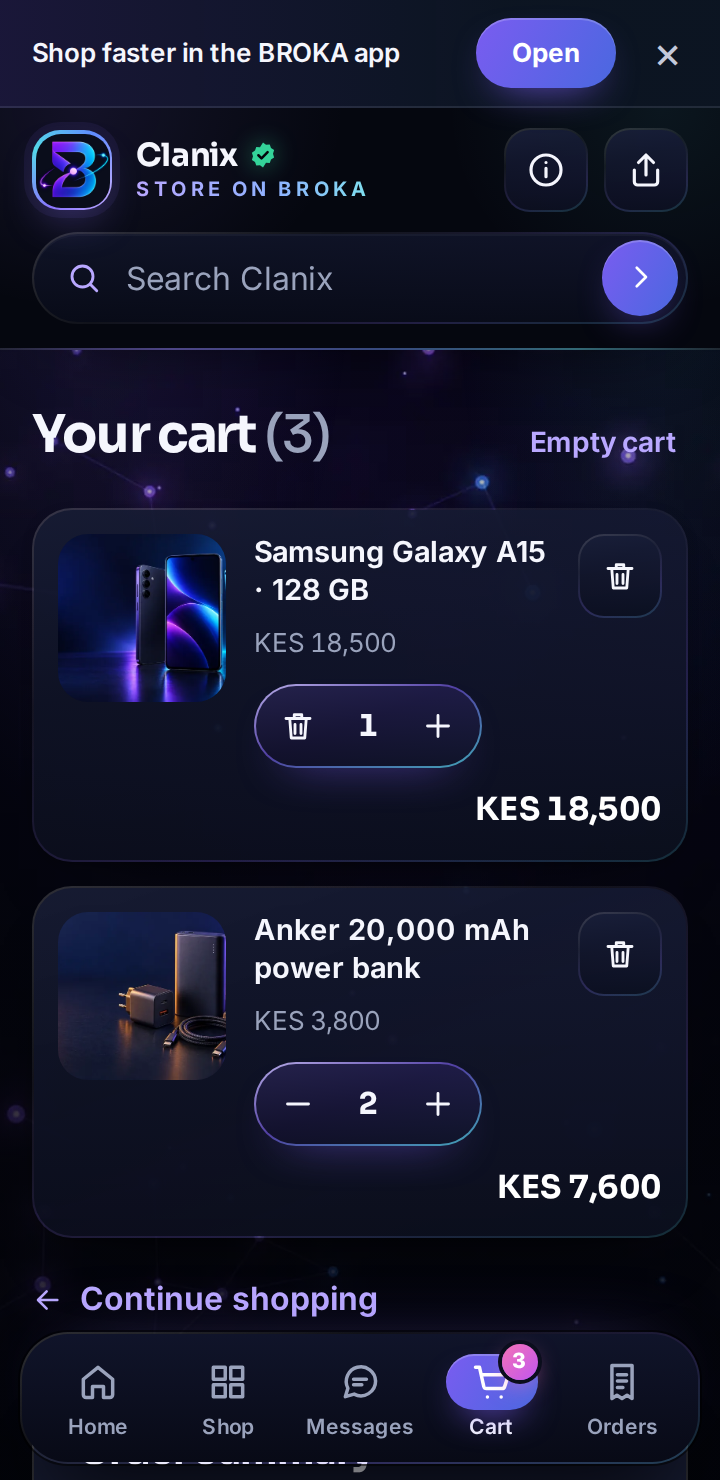 Shop faster in the BROKA app
Open
Clanix
STORE ON BROKA
Search Clanix
Your cart (3)
Empty cart
Samsung Galaxy A15
· 128 GB
KES 18,500
1
KES 18,500
Anker 20,000 mAh
power bank
KES 3,800
2
KES 7,600
Continue shopping
3
Home
Shop
Messages
Cart
Orders